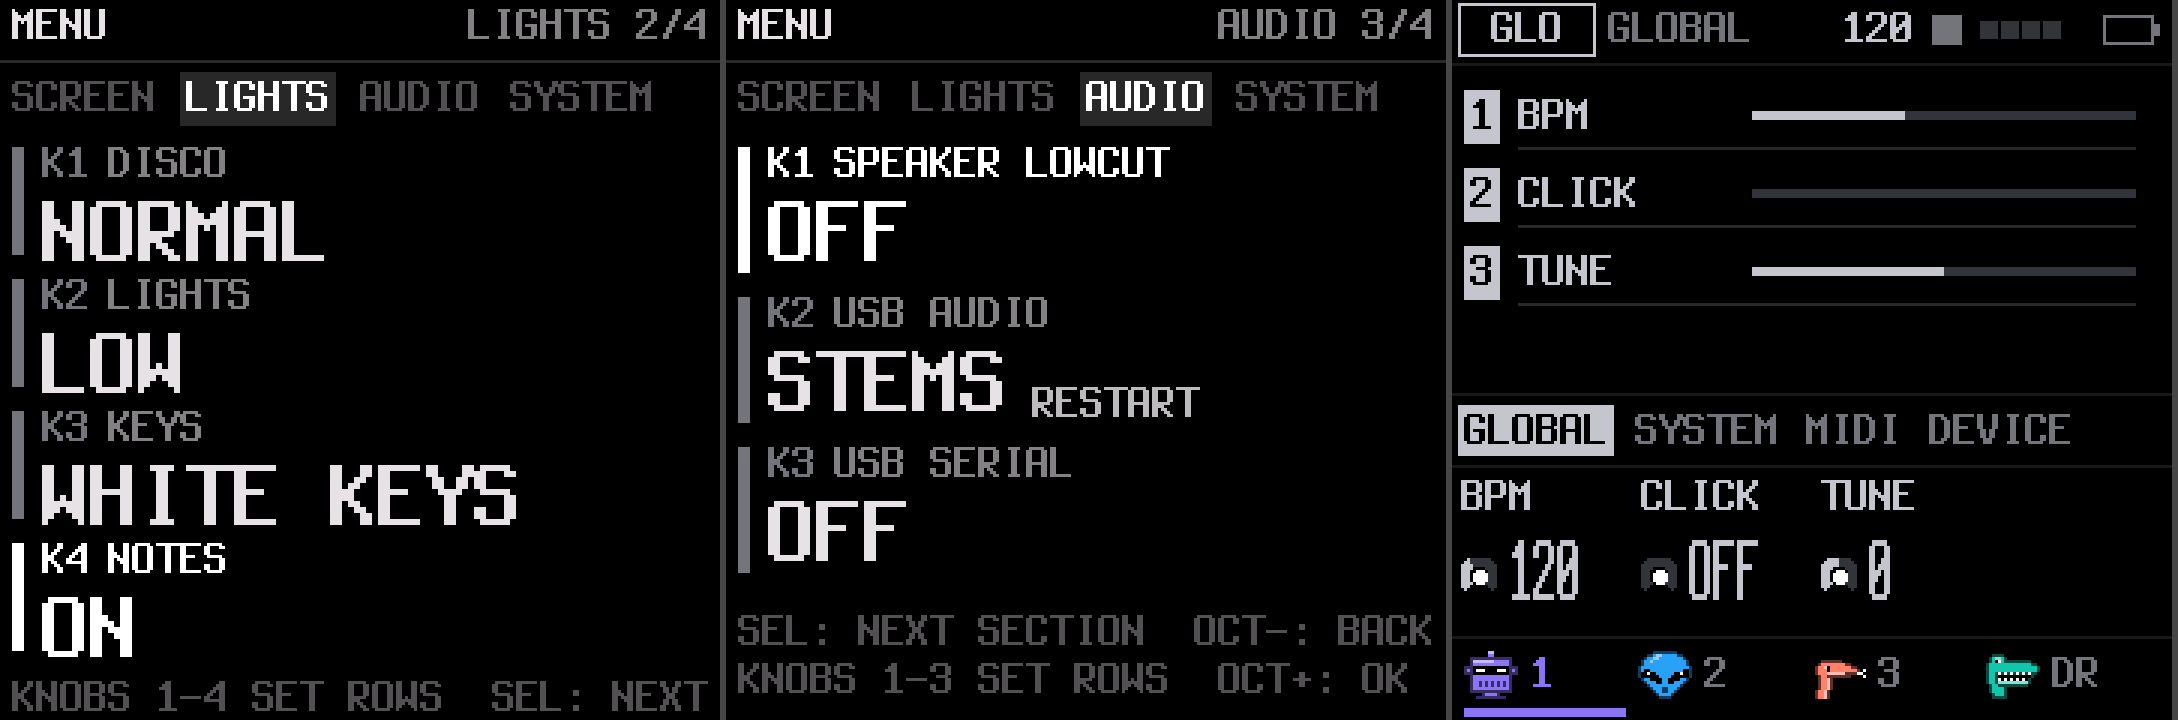 MENU LIGHTS 2/4
SCREEN LIGHTS AUDIO SYSTEM
K1 DISCO
NORMAL
K2 LIGHTS
LOW
K3 KEYS
WHITE KEYS
K4 NOTES
ON
KNOBS 1-4 SET ROWS SEL: NEXT
MENU AUDIO 3/4
SCREEN LIGHTS AUDIO SYSTEM
K1 SPEAKER LOWCUT
OFF
K2 USB AUDIO
STEMS RESTART
K3 USB SERIAL
OFF
SEL: NEXT SECTION OCT-: BACK
KNOBS 1-3 SET ROWS OCT+: OK
GLO GLOBAL 120
1 BPM
2 CLICK
3 TUNE
GLOBAL SYSTEM MIDI DEVICE
BPM CLICK TUNE
120 OFF 0
1 2 3 DR